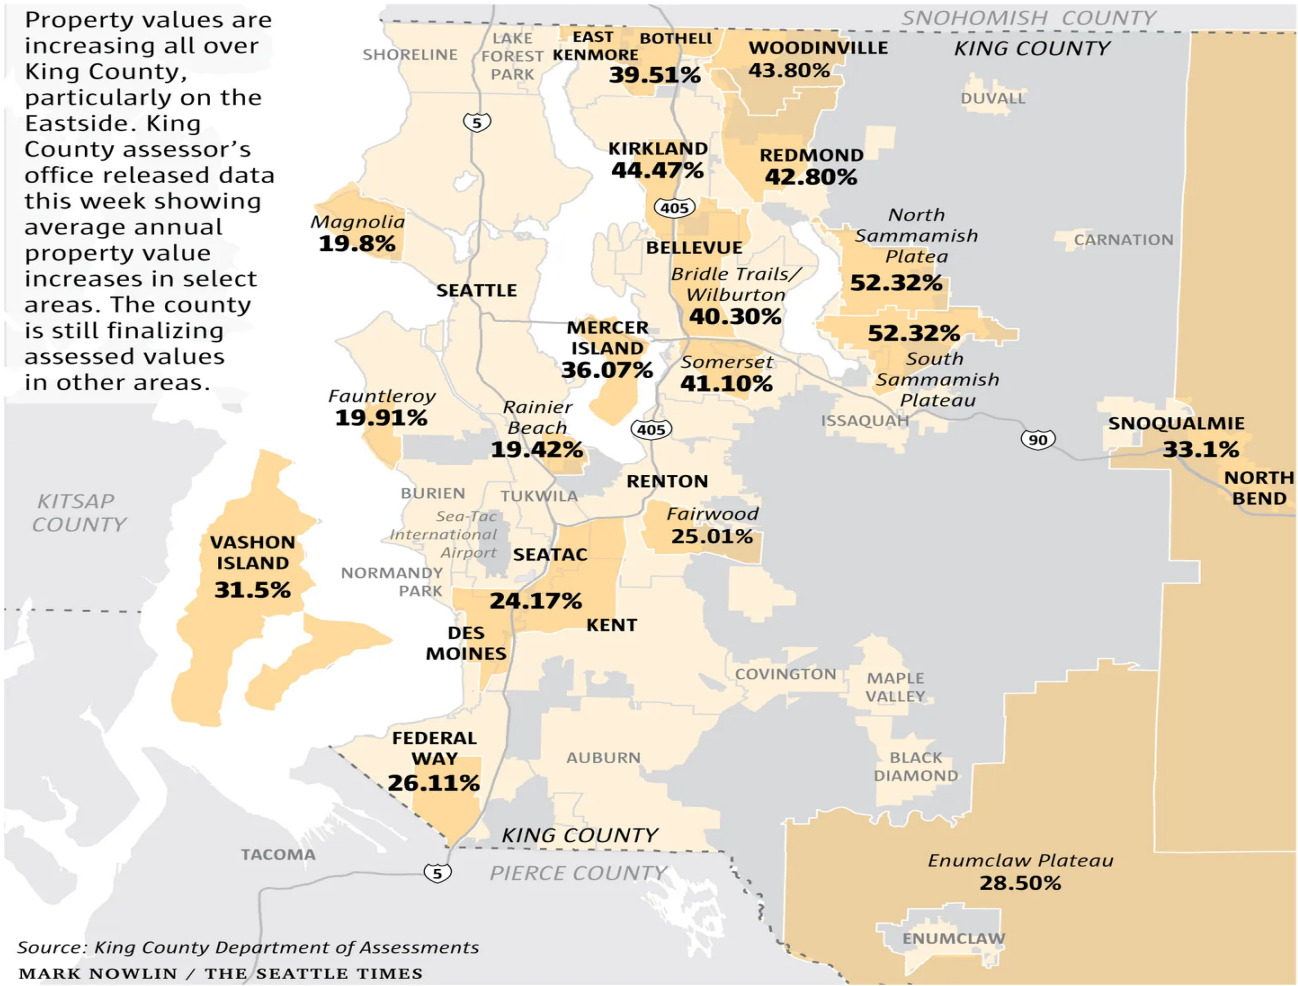 Property values are
increasing all over
King County,
particularly on the
Eastside. King
County assessor’s
office released data
this week showing
average annual
property value
increases in select
areas. The county
is still finalizing
assessed values
in other areas.
SNOHOMISH COUNTY
KING COUNTY
SHORELINE
LAKE
FOREST
PARK
EAST
KENMORE
BOTHELL
39.51%
WOODINVILLE
43.80%
DUVALL
5
KIRKLAND
44.47%
REDMOND
42.80%
405
Magnolia
19.8%
North
Sammamish
Platea
52.32%
CARNATION
BELLEVUE
Bridle Trails/
Wilburton
40.30%
SEATTLE
MERCER
ISLAND
36.07%
52.32%
South
Sammamish
Plateau
Somerset
41.10%
Fauntleroy
19.91%
Rainier
Beach
19.42%
405
ISSAQUAH
90
SNOQUALMIE
33.1%
NORTH
BEND
RENTON
KITSAP
COUNTY
BURIEN
TUKWILA
Sea-Tac
International
Airport
Fairwood
25.01%
VASHON
ISLAND
31.5%
SEATAC
NORMANDY
PARK
24.17%
KENT
DES
MOINES
COVINGTON
MAPLE
VALLEY
FEDERAL
WAY
26.11%
AUBURN
BLACK
DIAMOND
KING COUNTY
TACOMA
5
PIERCE COUNTY
Enumclaw Plateau
28.50%
ENUMCLAW
Source: King County Department of Assessments
MARK NOWLIN / THE SEATTLE TIMES